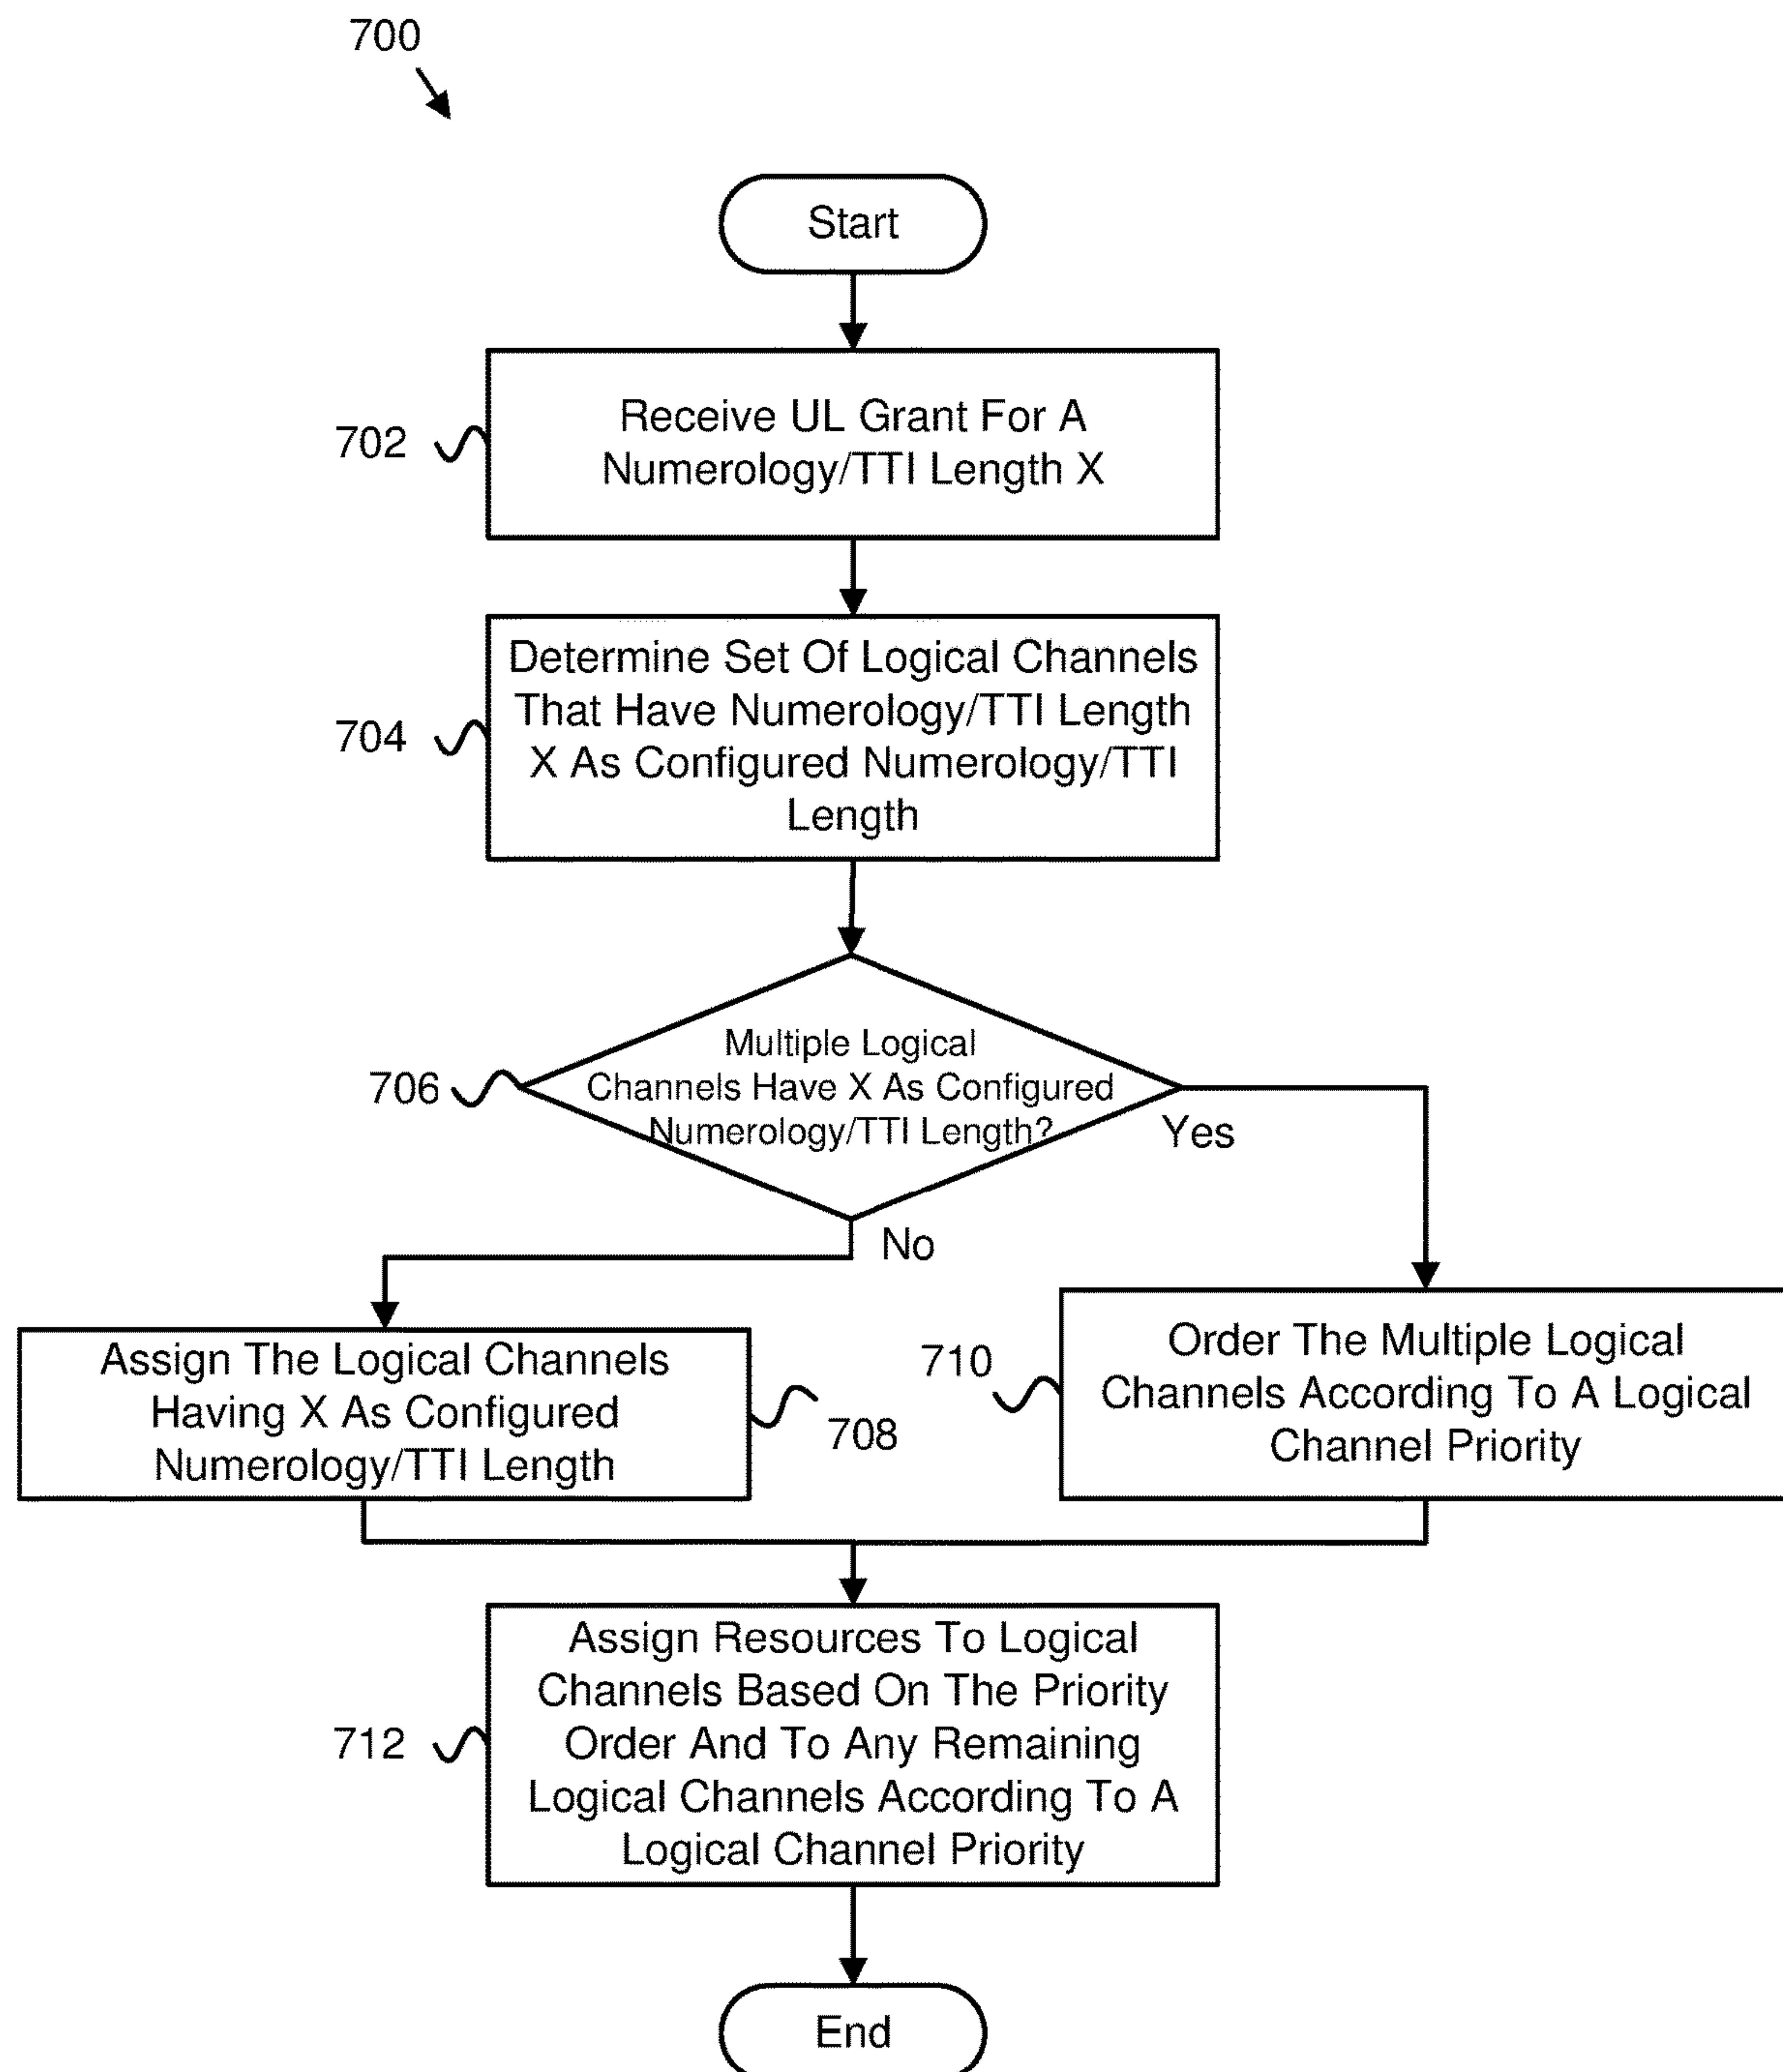 700
Start
702
Receive UL Grant For A
Numerology/TTI Length X
704
Determine Set Of Logical Channels
That Have Numerology/TTI Length
X As Configured Numerology/TTI
Length
706
Multiple Logical
Channels Have X As Configured
Numerology/TTI Length?
Yes
No
Assign The Logical Channels
Having X As Configured
Numerology/TTI Length
708
710
Order The Multiple Logical
Channels According To A Logical
Channel Priority
712
Assign Resources To Logical
Channels Based On The Priority
Order And To Any Remaining
Logical Channels According To A
Logical Channel Priority
End